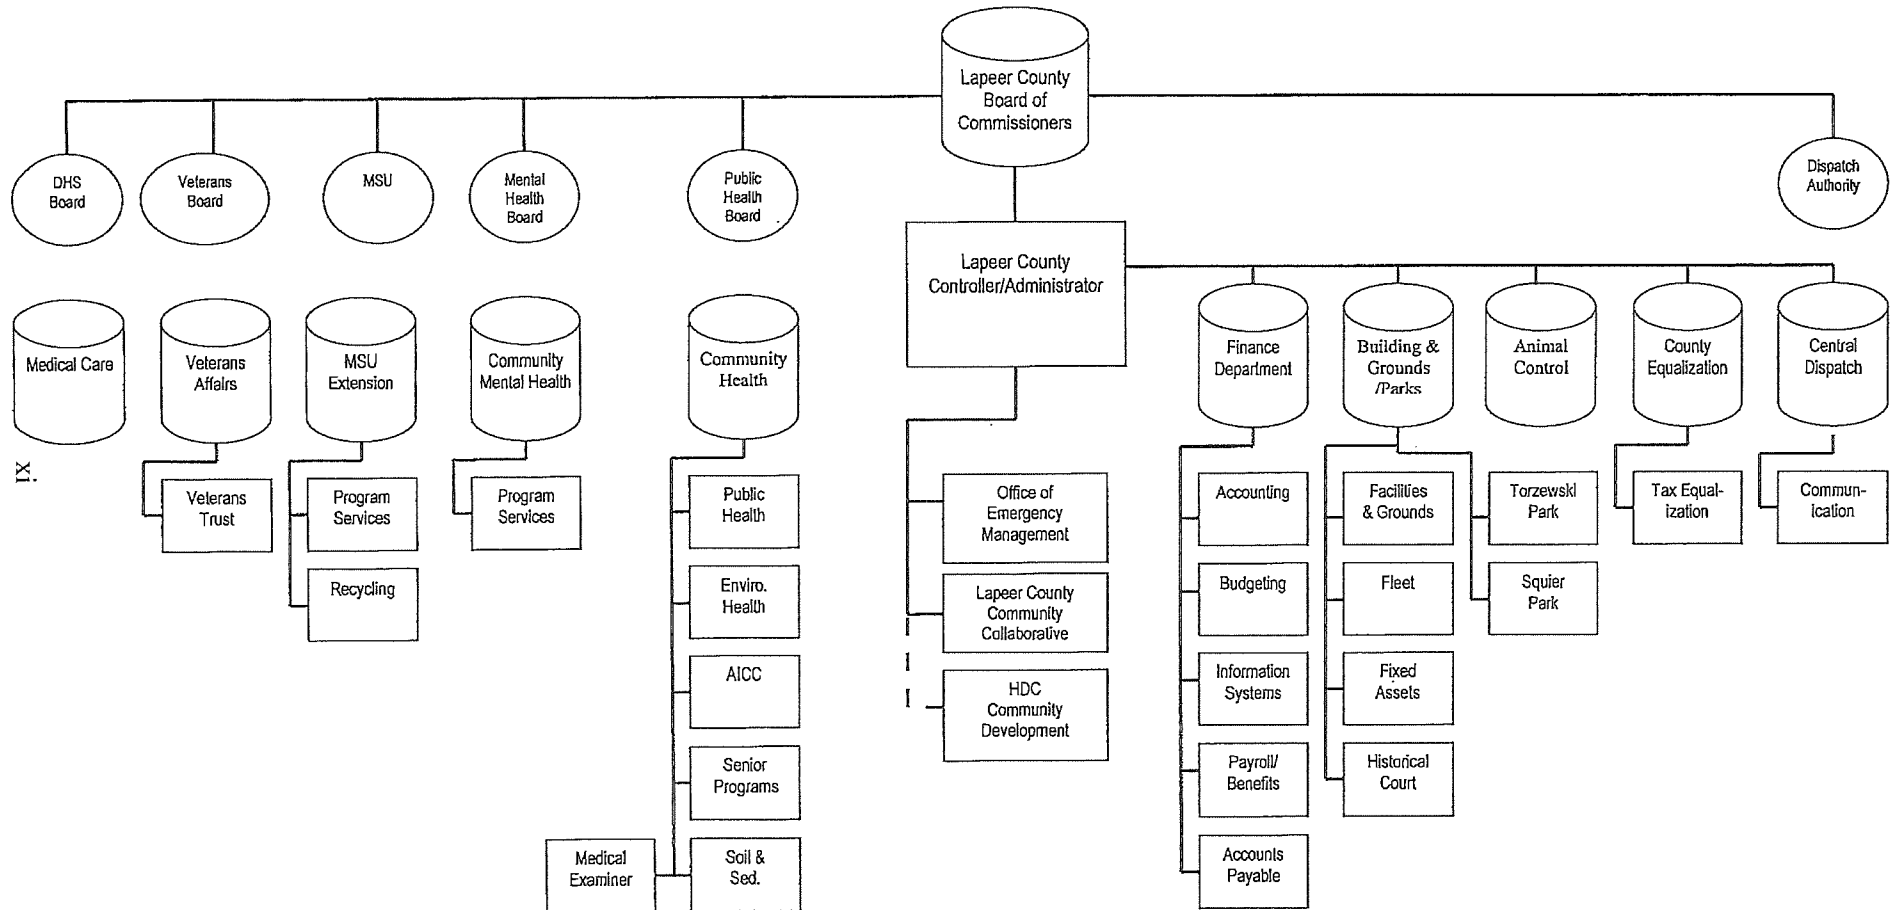 Lapeer County
Board of
Commissioners
DHS
Board
Veterans
Board
MSU
Mental
Health
Board
Public
Health
Board
Dispatch
Authority
Lapeer County
Controller/Administrator
Medical Care
Veterans
Affairs
MSU
Extension
Community
Mental Health
Community
Health
Finance
Department
Building &
Grounds
/Parks
Animal
Control
County
Equalization
Central
Dispatch
xi
Veterans
Trust
Program
Services
Recycling
Program
Services
Public
Health
Enviro.
Health
AICC
Senior
Programs
Medical
Examiner
Soil &
Sed.
Office of
Emergency
Management
Lapeer County
Community
Collaborative
HDC
Community
Development
Accounting
Budgeting
Information
Systems
Payroll/
Benefits
Accounts
Payable
Facilities
& Grounds
Fleet
Fixed
Assets
Historical
Court
Torzewski
Park
Squier
Park
Tax Equal-
ization
Commun-
ication